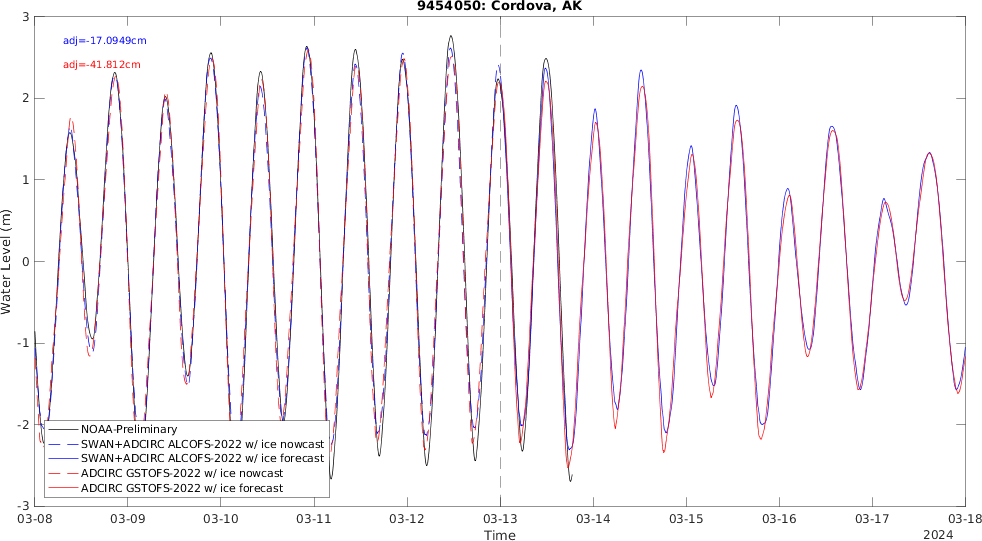 9454050: Cordova, AK
adj=-17.0949cm
adj=-41.812cm
Water Level (m)
3
2
1
0
-1
-2
-3
NOAA-Preliminary
SWAN+ADCIRC ALCOFS-2022 w/ ice nowcast
SWAN+ADCIRC ALCOFS-2022 w/ ice forecast
ADCIRC GSTOFS-2022 w/ ice nowcast
ADCIRC GSTOFS-2022 w/ ice forecast
03-08 03-09 03-10 03-11 03-12 03-13 03-14 03-15 03-16 03-17 03-18
Time
2024